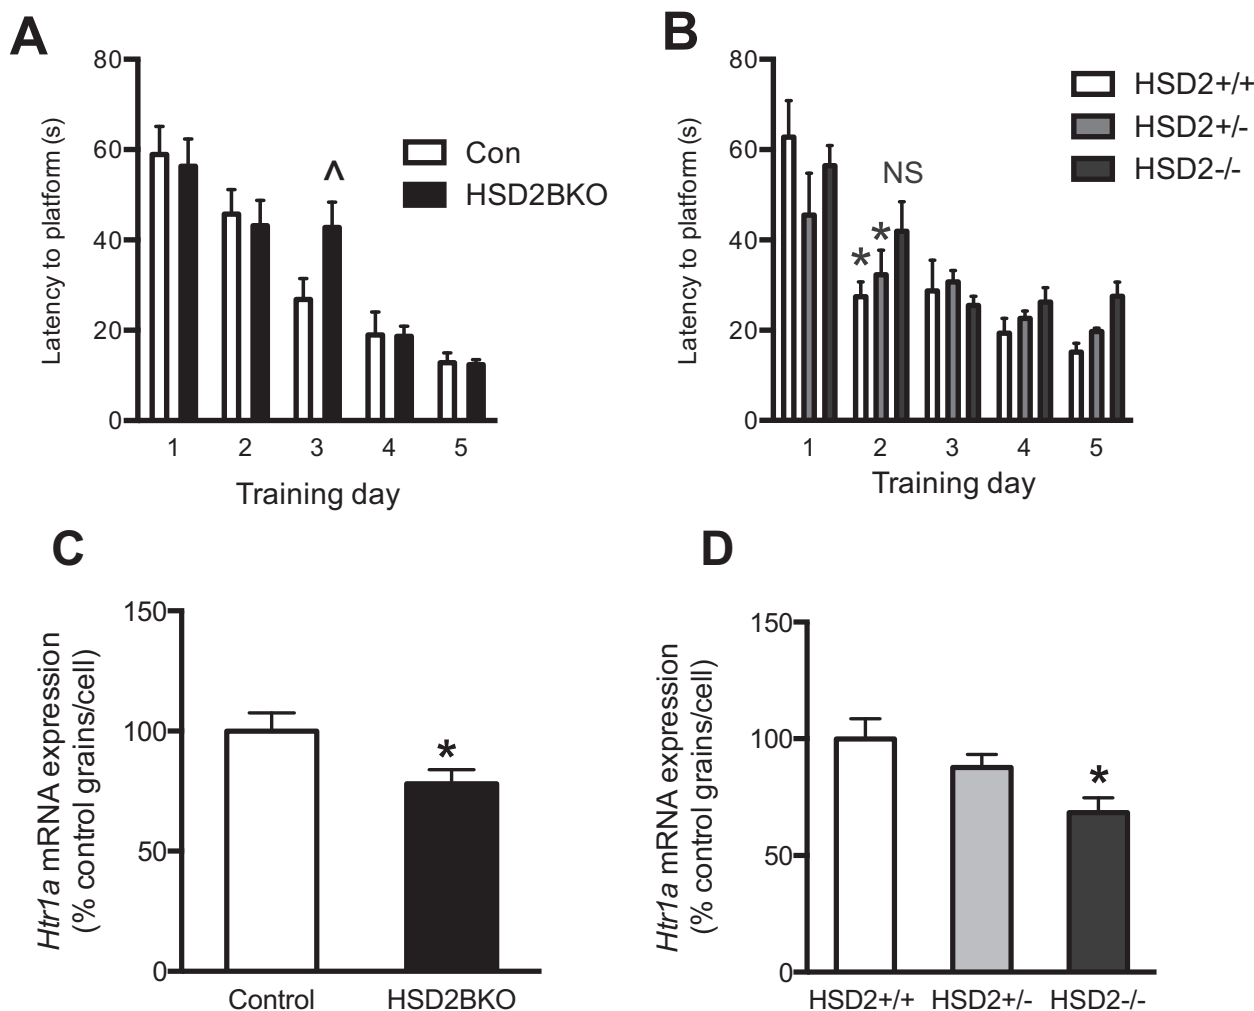 A
80
60
40
20
0
Latency to platform (s)
^
Con
HSD2BKO
1 2 3 4 5
Training day
B
80
60
40
20
0
Latency to platform (s)
*
*
NS
HSD2+/+
HSD2+/-
HSD2-/-
1 2 3 4 5
Training day
C
150
100
50
0
Htr1a mRNA expression
(% control grains/cell)
*
Control HSD2BKO
D
150
100
50
0
Htr1a mRNA expression
(% control grains/cell)
*
HSD2+/+ HSD2+/- HSD2-/-